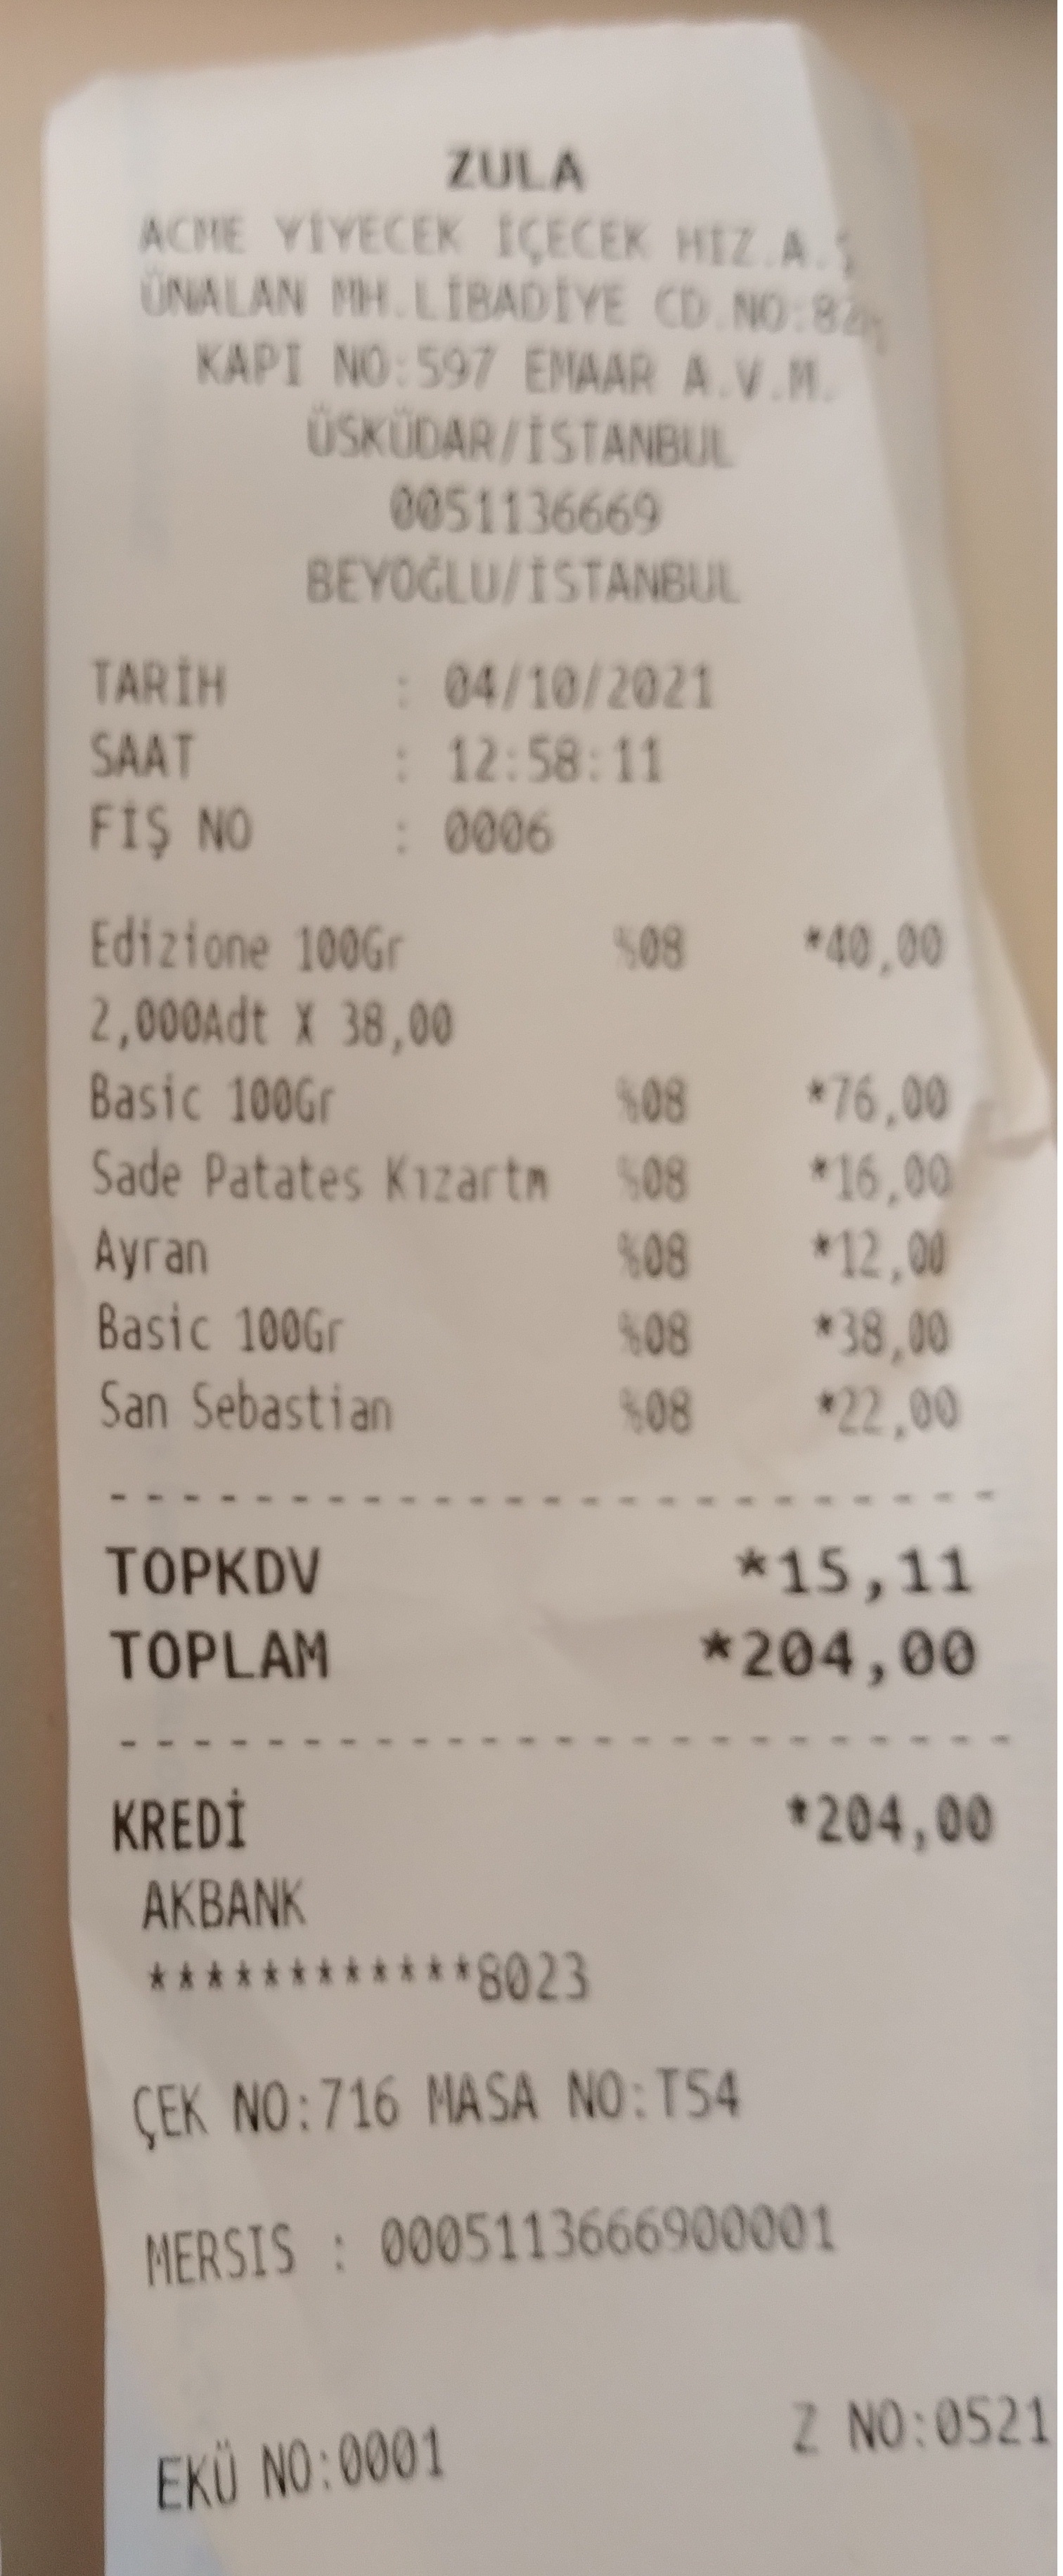 ZULA
ACME YİYECEK İÇECEK HİZ.A.Ş
ÜNALAN MH.LİBADİYE CD.NO:82
KAPI NO:597 EMAAR A.V.M.
ÜSKÜDAR/İSTANBUL
0051136669
BEYOĞLU/İSTANBUL
TARİH : 04/10/2021
SAAT : 12:58:11
FİŞ NO : 0006
Edizione 100Gr %08 *40,00
2,000Adt X 38,00
Basic 100Gr %08 *76,00
Sade Patates Kızartm %08 *16,00
Ayran %08 *12,00
Basic 100Gr %08 *38,00
San Sebastian %08 *22,00
TOPKDV *15,11
TOPLAM *204,00
KREDİ *204,00
AKBANK
************8023
ÇEK NO:716 MASA NO:T54
MERSIS : 0005113666900001
EKÜ NO:0001 Z NO:0521